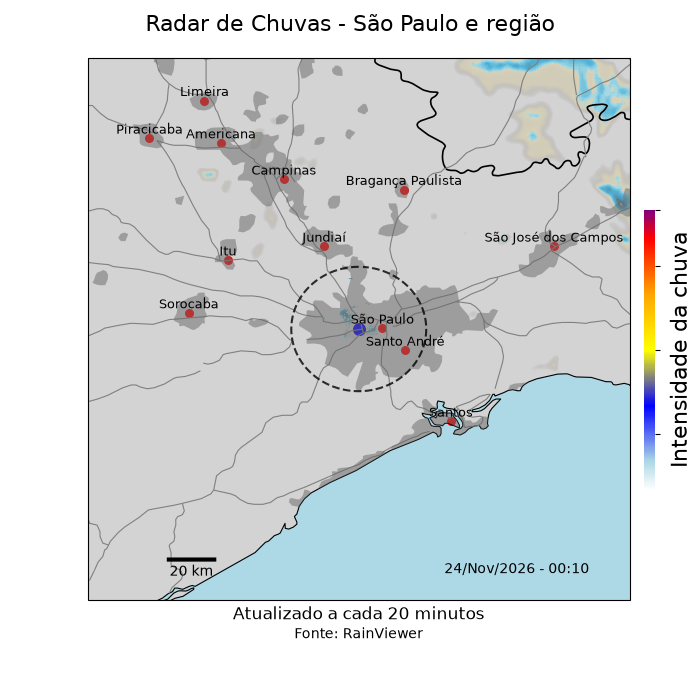 Radar de Chuvas - São Paulo e região
Limeira
Piracicaba
Americana
Campinas
Bragança Paulista
Jundiaí
São José dos Campos
Itu
Sorocaba
São Paulo
Santo André
Santos
Intensidade da chuva
20 km
24/Nov/2026 - 00:10
Atualizado a cada 20 minutos
Fonte: RainViewer